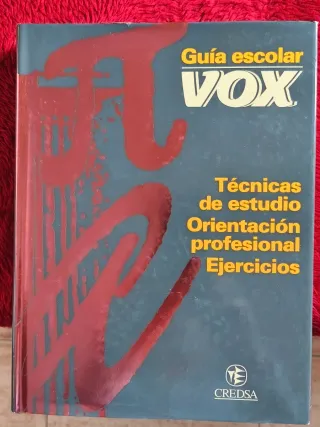 Guía escolar
VOX
Técnicas
de estudio
Orientación
profesional
Ejercicios
CREDSA